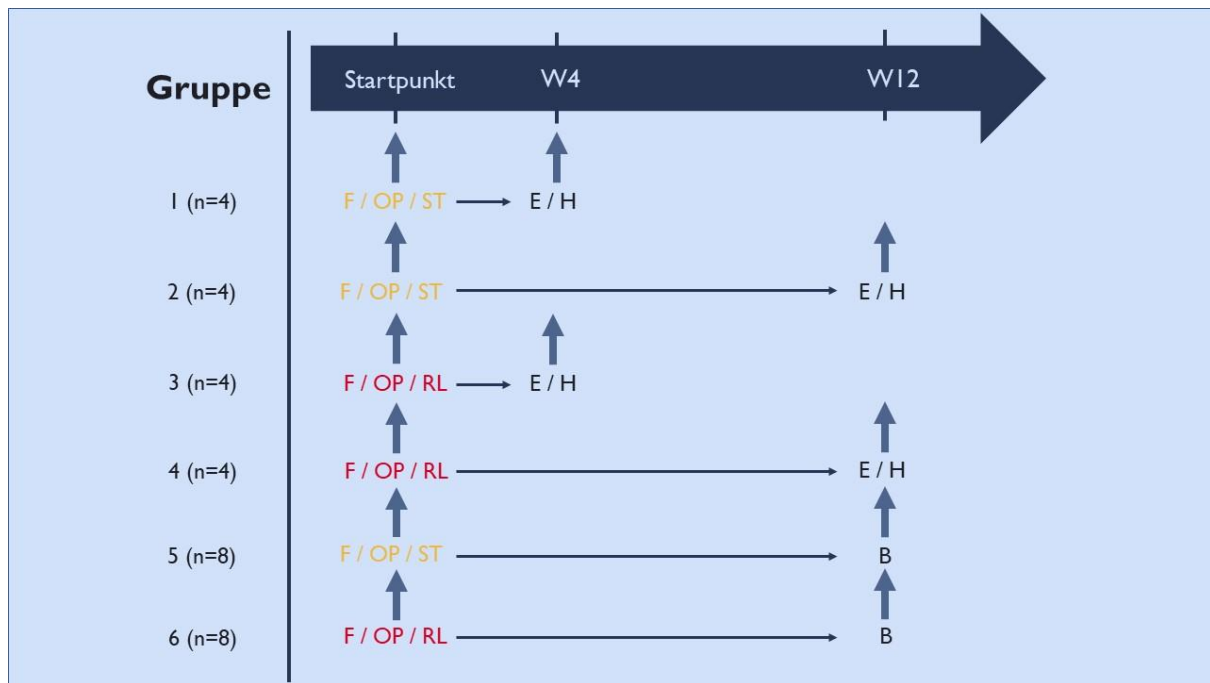 Gruppe Startpunkt W4 W12
1 (n=4) F / OP / ST E / H
2 (n=4) F / OP / ST E / H
3 (n=4) F / OP / RL E / H
4 (n=4) F / OP / RL E / H
5 (n=8) F / OP / ST B
6 (n=8) F / OP / RL B